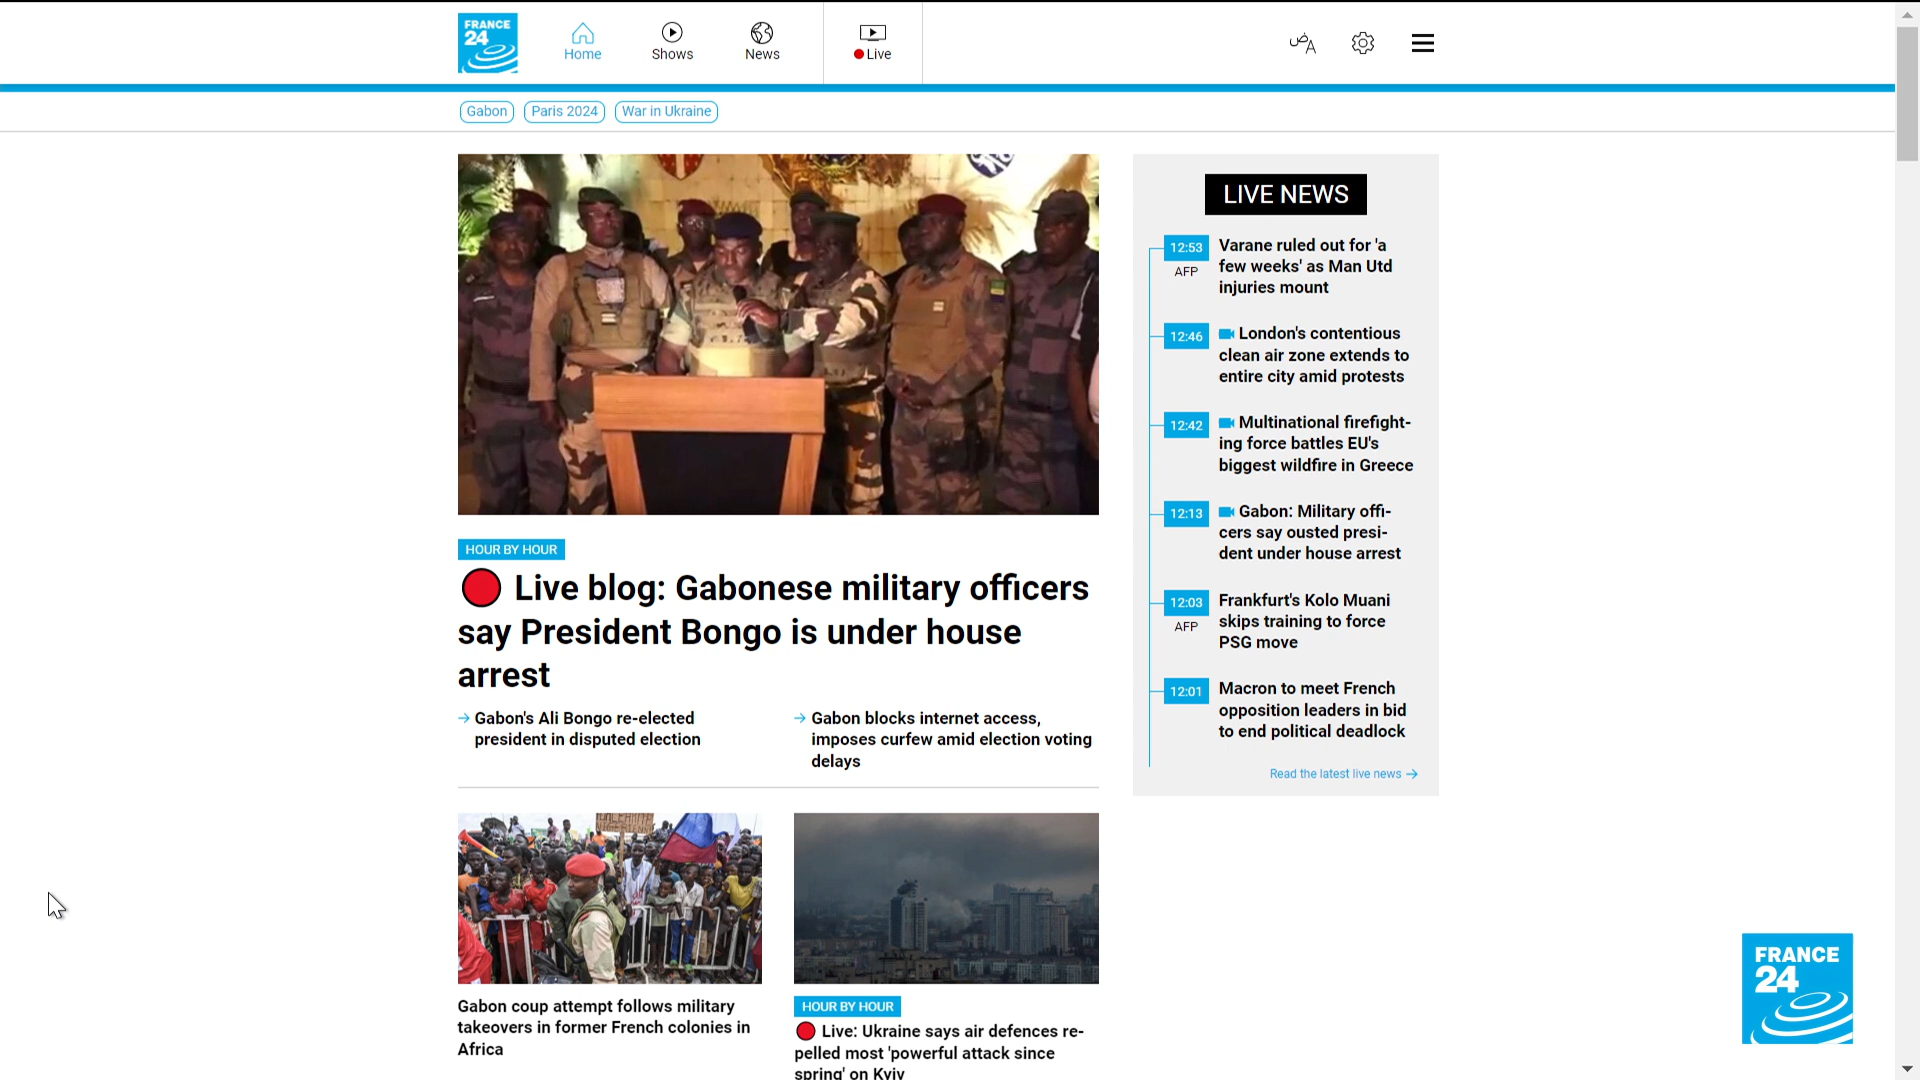 FRANCE
24
Home
Shows
News
Live
ضA
Gabon
Paris 2024
War in Ukraine
HOUR BY HOUR
Live blog: Gabonese military officers
say President Bongo is under house
arrest
Gabon's Ali Bongo re-elected
president in disputed election
Gabon blocks internet access,
imposes curfew amid election voting
delays
Gabon coup attempt follows military
takeovers in former French colonies in
Africa
HOUR BY HOUR
Live: Ukraine says air defences re-
pelled most 'powerful attack since
spring' on Kyiv
LIVE NEWS
12:53
AFP
Varane ruled out for 'a
few weeks' as Man Utd
injuries mount
12:46
London's contentious
clean air zone extends to
entire city amid protests
12:42
Multinational firefight-
ing force battles EU's
biggest wildfire in Greece
12:13
Gabon: Military offi-
cers say ousted presi-
dent under house arrest
12:03
AFP
Frankfurt's Kolo Muani
skips training to force
PSG move
12:01
Macron to meet French
opposition leaders in bid
to end political deadlock
Read the latest live news
FRANCE
24